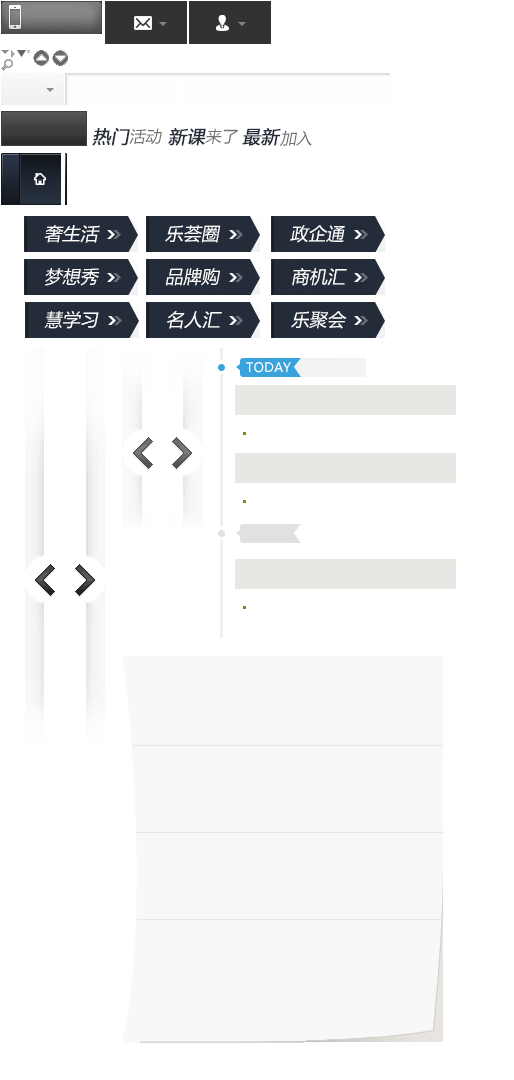 热门活动 新课来了 最新加入
奢生活 乐荟圈 政企通
梦想秀 品牌购 商机汇
慧学习 名人汇 乐聚会
TODAY